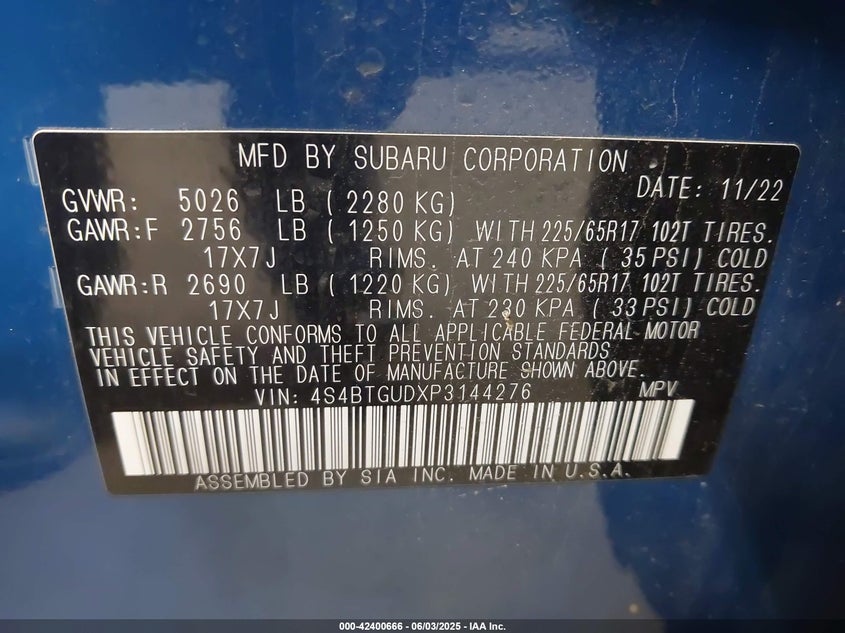 MFD BY SUBARU CORPORATION
DATE: 11/22
GVWR: 5026 LB ( 2280 KG)
GAWR:F 2756 LB ( 1250 KG) WITH 225/65R17 102T TIRES.
17X7J RIMS. AT 240 KPA ( 35 PSI) COLD
GAWR:R 2690 LB ( 1220 KG) WITH 225/65R17 102T TIRES.
17X7J RIMS. AT 230 KPA ( 33 PSI) COLD
THIS VEHICLE CONFORMS TO ALL APPLICABLE FEDERAL MOTOR
VEHICLE SAFETY AND THEFT PREVENTION STANDARDS
IN EFFECT ON THE DATE OF MANUFACTURE SHOWN ABOVE.
VIN: 4S4BTGUDXP3144276 MPV
ASSEMBLED BY SIA INC. MADE IN U.S.A.
000-42400666 - 06/03/2025 - IAA Inc.